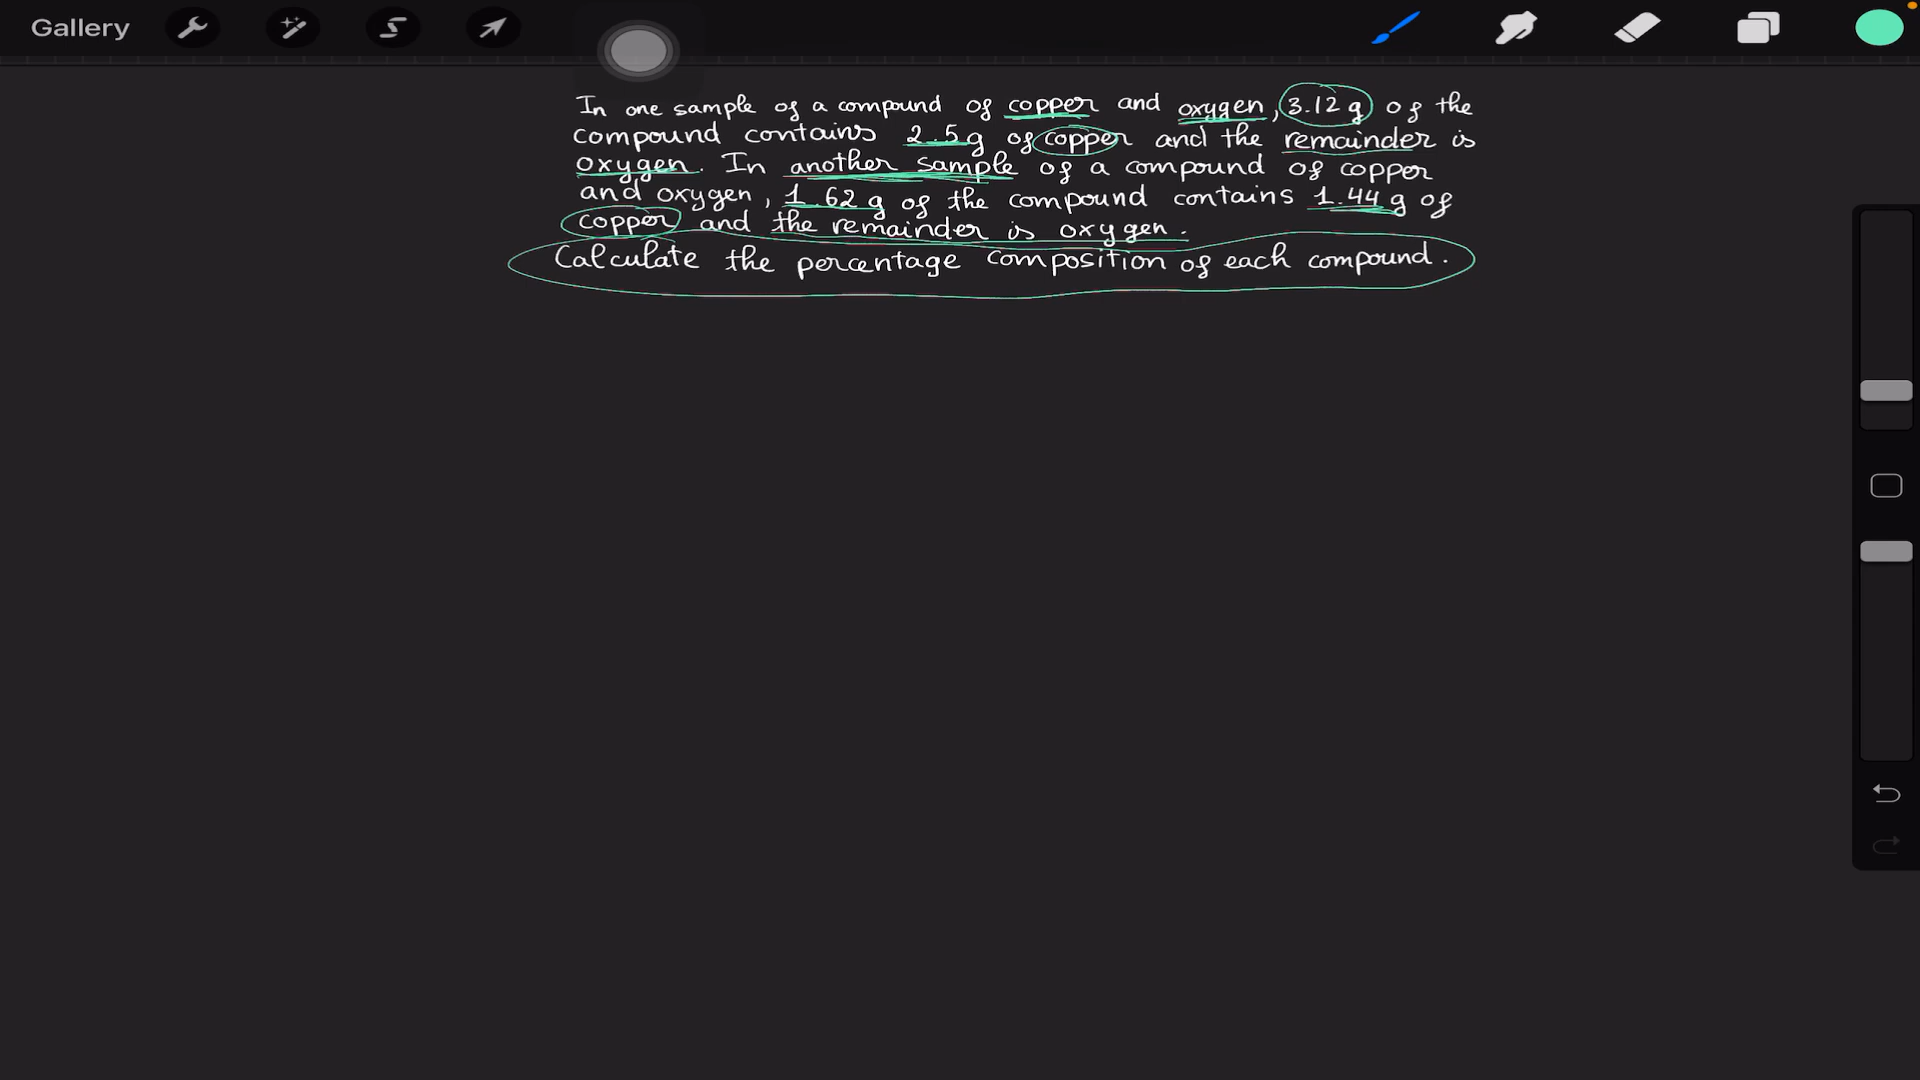 Gallery
In one sample of a compound of copper and oxygen, 3.12 g of the
compound contains 2.5 g of copper and the remainder is
oxygen. In another sample of a compound of copper
and oxygen, 1.62 g of the compound contains 1.44 g of
copper and the remainder is oxygen.
Calculate the percentage composition of each compound.